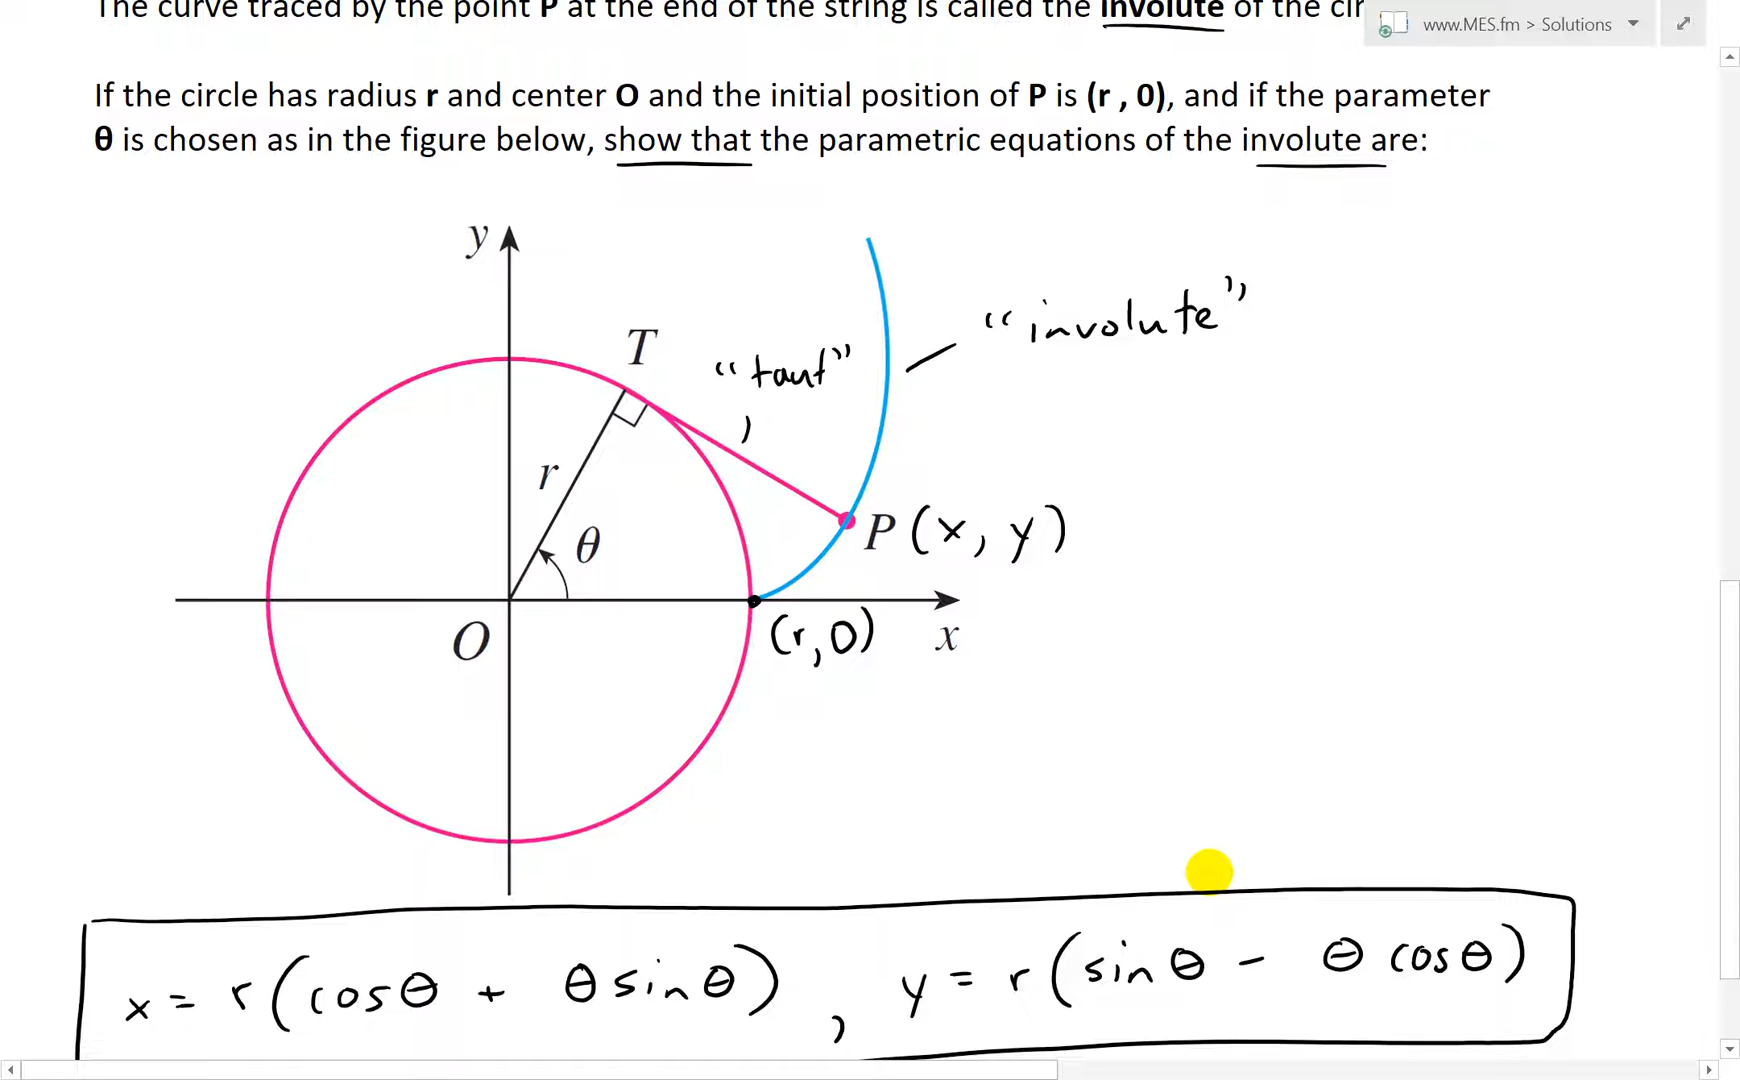 The curve traced by the point P at the end of the string is called the involute of the cir
www.MES.fm > Solutions
If the circle has radius r and center O and the initial position of P is (r , 0), and if the parameter
θ is chosen as in the figure below, show that the parametric equations of the involute are:
y
"involute"
T
"taut"
r
θ
P (x, y)
O
(r,0)
x
x = r(cosθ + θ sinθ) , y = r(sinθ - θ cosθ)